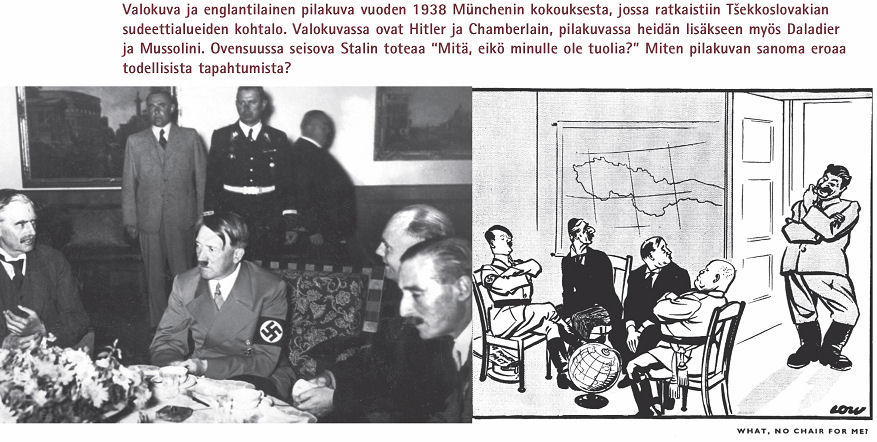 Valokuva ja englantilainen pilakuva vuoden 1938 Münchenin kokouksesta, jossa ratkaistiin Tšekkoslovakian
sudeettialueiden kohtalo. Valokuvassa ovat Hitler ja Chamberlain, pilakuvassa heidän lisäkseen myös Daladier
ja Mussolini. Ovensuussa seisova Stalin toteaa “Mitä, eikö minulle ole tuolia?” Miten pilakuvan sanoma eroaa
todellisista tapahtumista?
LOW
WHAT, NO CHAIR FOR ME?